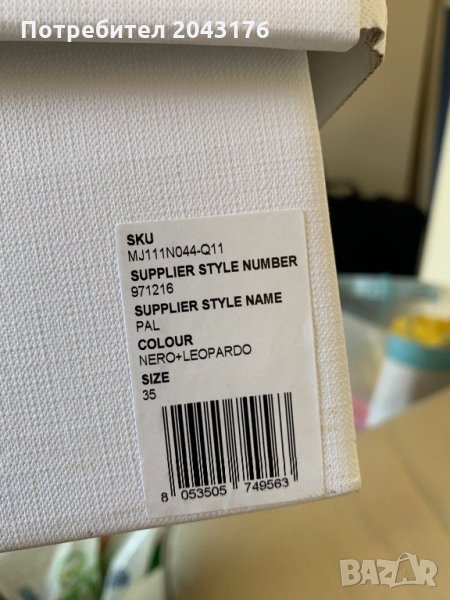 Потребител 2043176
SKU
MJ111N044-Q11
SUPPLIER STYLE NUMBER
971216
SUPPLIER STYLE NAME
PAL
COLOUR
NERO+LEOPARDO
SIZE
35
8 053505 749563
BAZAR